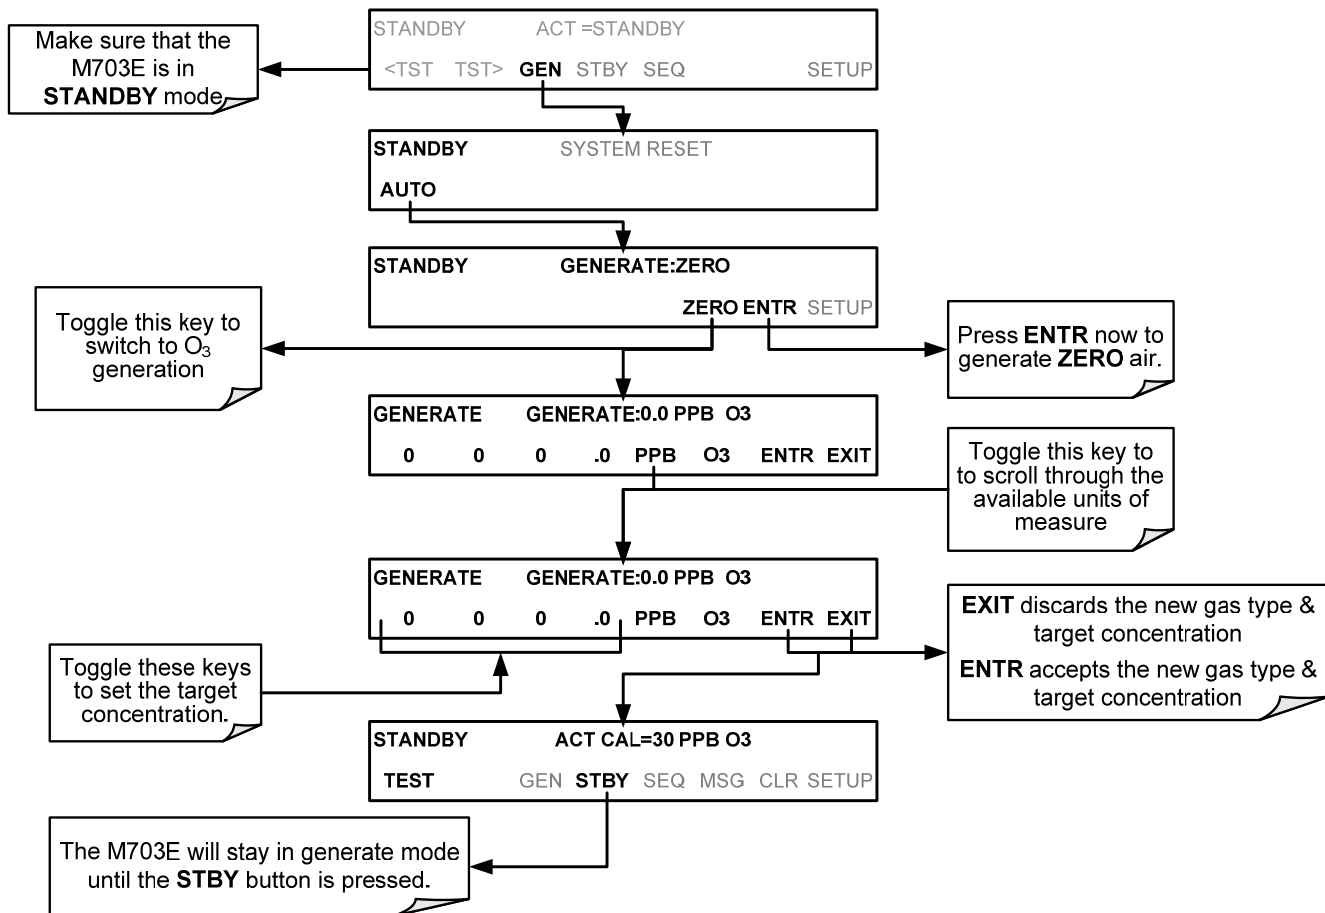 Make sure that the
M703E is in
STANDBY mode
STANDBY ACT =STANDBY
<TST TST> GEN STBY SEQ SETUP
STANDBY SYSTEM RESET
AUTO
STANDBY GENERATE:ZERO
ZERO ENTR SETUP
Toggle this key to
switch to O₃
generation
Press ENTR now to
generate ZERO air.
GENERATE GENERATE:0.0 PPB O3
0 0 0 .0 PPB O3 ENTR EXIT
Toggle this key to
to scroll through the
available units of
measure
GENERATE GENERATE:0.0 PPB O3
0 0 0 .0 PPB O3 ENTR EXIT
Toggle these keys
to set the target
concentration.
EXIT discards the new gas type &
target concentration
ENTR accepts the new gas type &
target concentration
STANDBY ACT CAL=30 PPB O3
TEST GEN STBY SEQ MSG CLR SETUP
The M703E will stay in generate mode
until the STBY button is pressed.